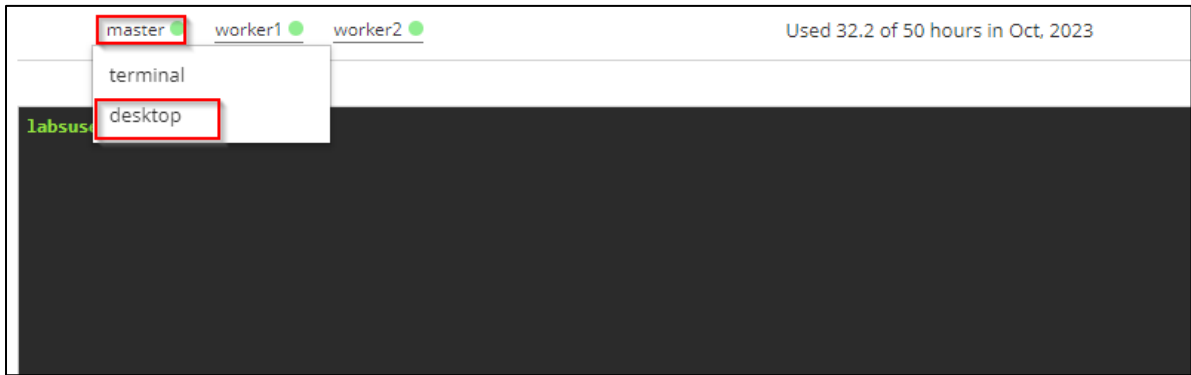 master worker1 worker2 Used 32.2 of 50 hours in Oct, 2023
terminal
desktop